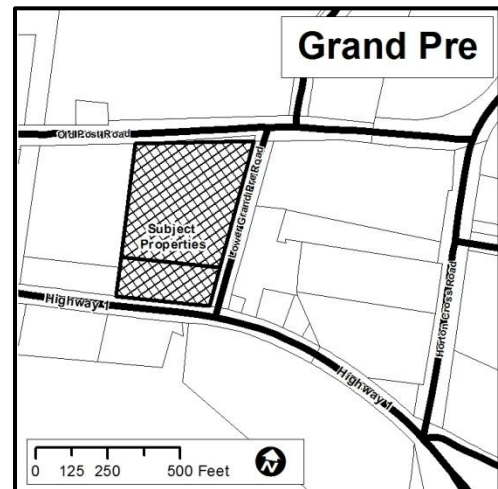 Grand Pre
Old Post Road
Lower Grand Pre Road
Subject
Properties
Highway 1
Horton Cross Road
Highway 1
0 125 250 500 Feet
N